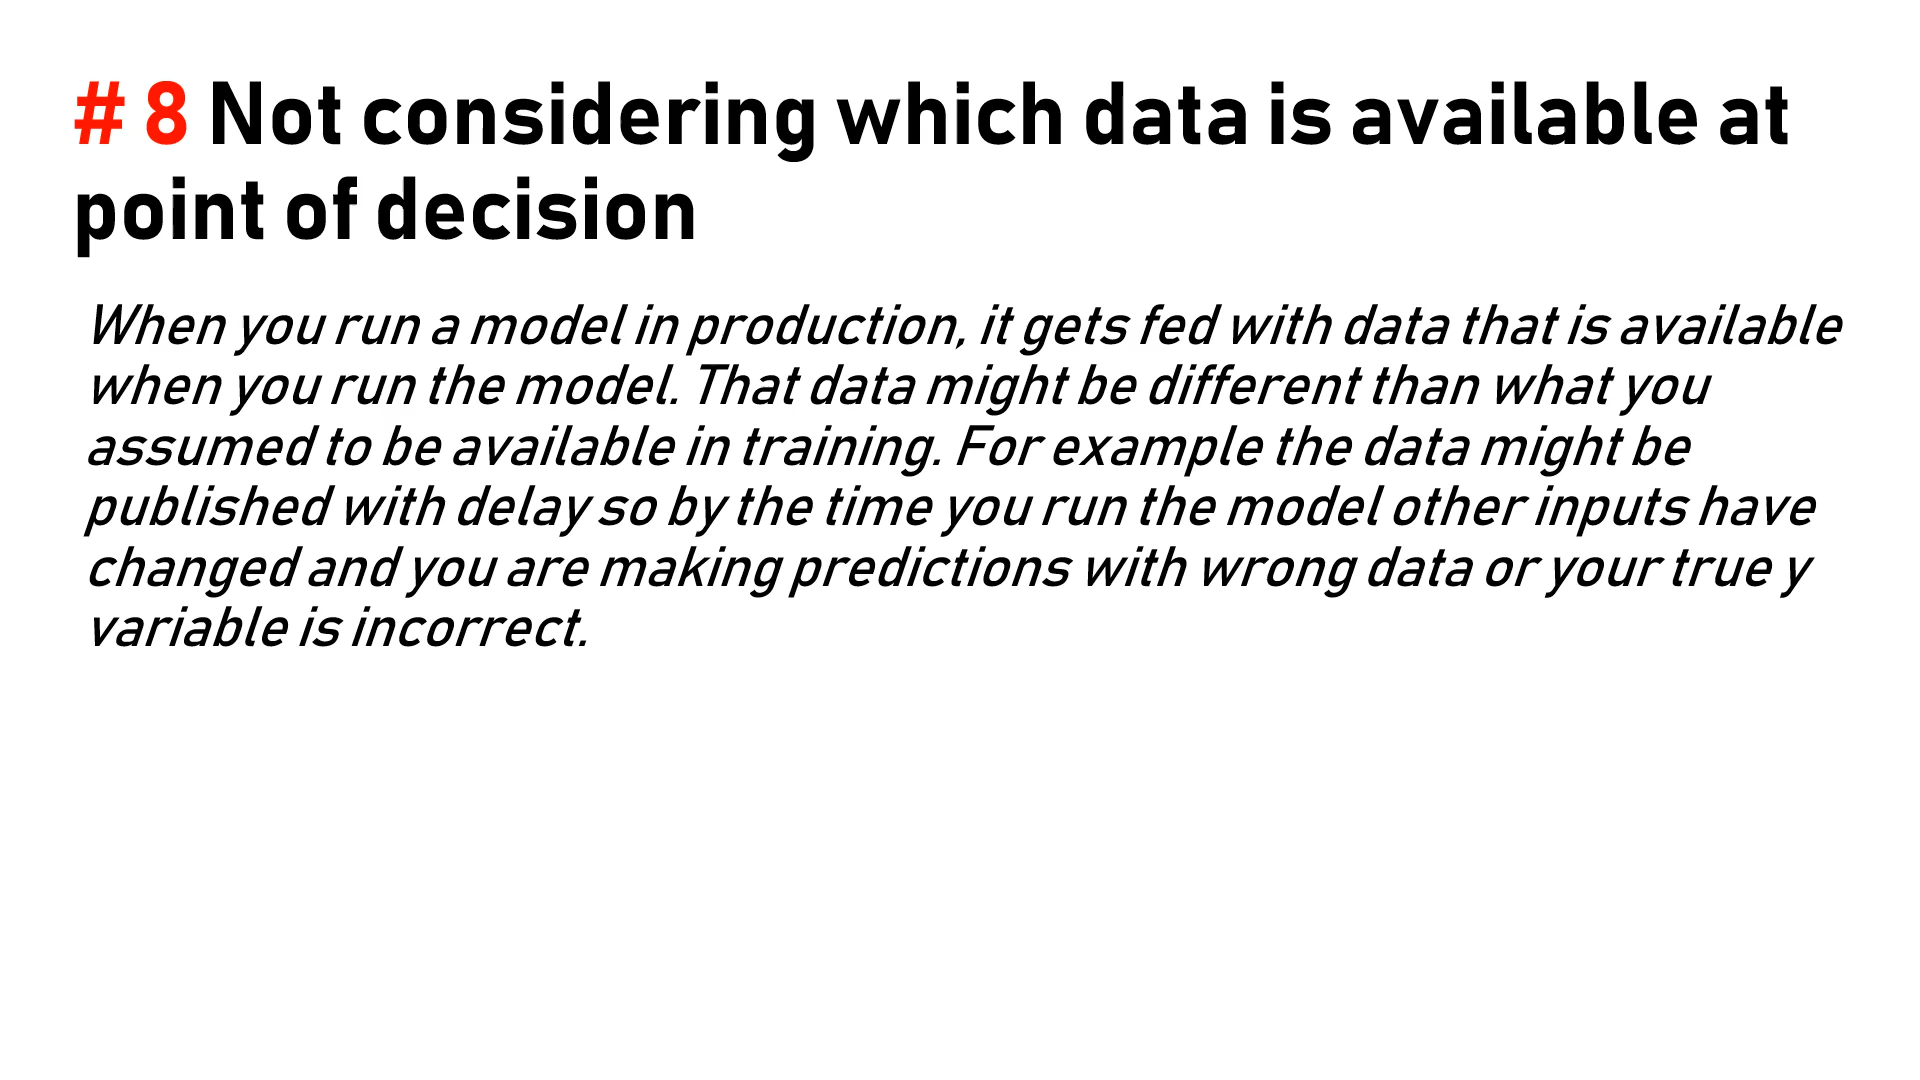 # 8 Not considering which data is available at
point of decision
When you run a model in production, it gets fed with data that is available
when you run the model. That data might be different than what you
assumed to be available in training. For example the data might be
published with delay so by the time you run the model other inputs have
changed and you are making predictions with wrong data or your true y
variable is incorrect.